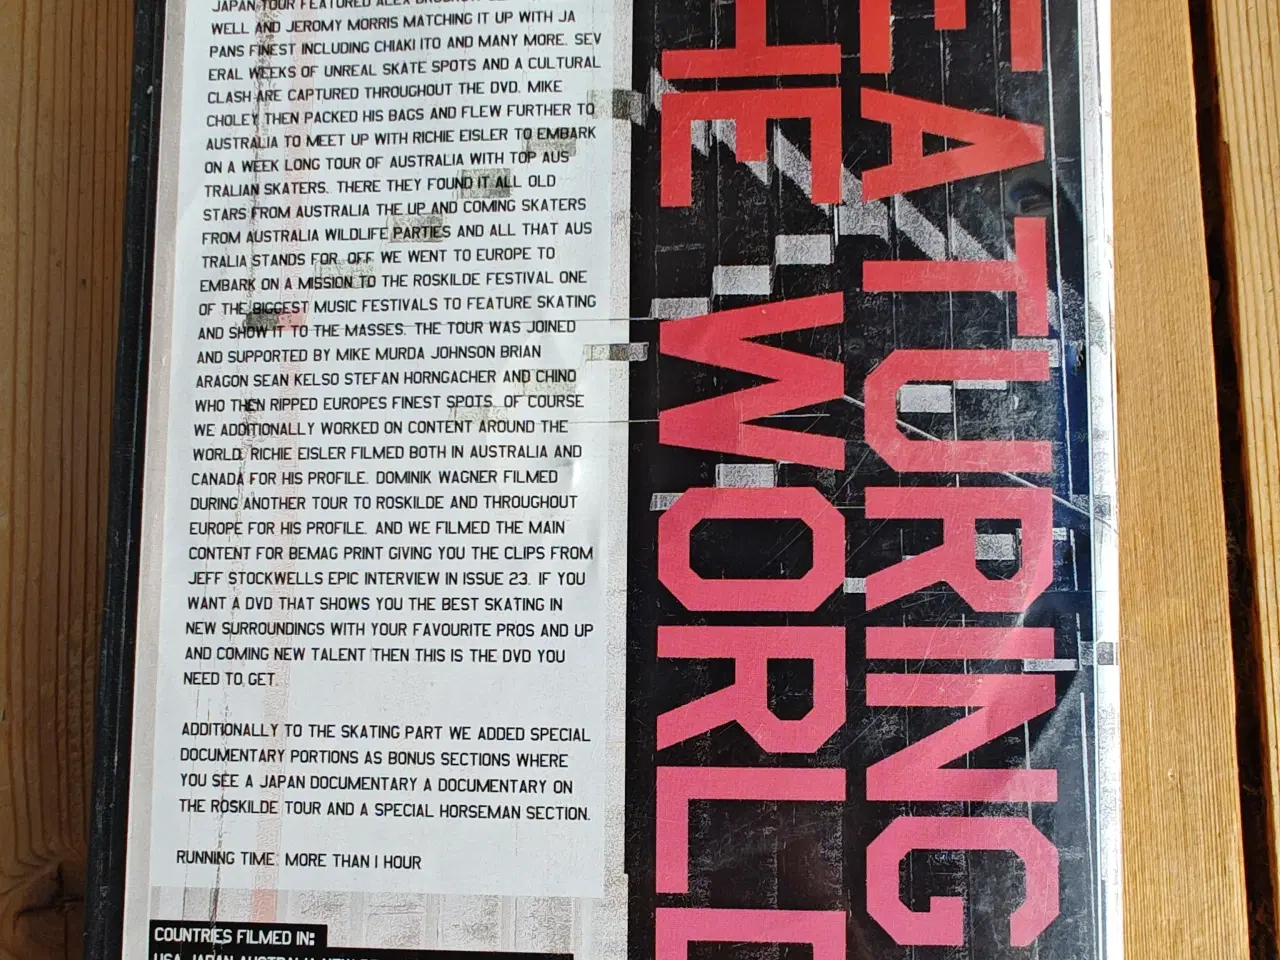 JAPAN TOUR FEATURED ALEX
WELL AND JEROMY MORRIS MATCHING IT UP WITH JA
PANS FINEST INCLUDING CHIAKI ITO AND MANY MORE. SEV
ERAL WEEKS OF UNREAL SKATE SPOTS AND A CULTURAL
CLASH ARE CAPTURED THROUGHOUT THE DVD. MIKE
CHOLEY THEN PACKED HIS BAGS AND FLEW FURTHER TO
AUSTRALIA TO MEET UP WITH RICHIE EISLER TO EMBARK
ON A WEEK LONG TOUR OF AUSTRALIA WITH TOP AUS
TRALIAN SKATERS. THERE THEY FOUND IT ALL OLD
STARS FROM AUSTRALIA THE UP AND COMING SKATERS
FROM AUSTRALIA WILDLIFE PARTIES AND ALL THAT AUS
TRALIA STANDS FOR. OFF WE WENT TO EUROPE TO
EMBARK ON A MISSION TO THE ROSKILDE FESTIVAL ONE
OF THE BIGGEST MUSIC FESTIVALS TO FEATURE SKATING
AND SHOW IT TO THE MASSES. THE TOUR WAS JOINED
AND SUPPORTED BY MIKE MURDA JOHNSON BRIAN
ARAGON SEAN KELSO STEFAN HORNGACHER AND CHINO
WHO THEN RIPPED EUROPES FINEST SPOTS. OF COURSE
WE ADDITIONALLY WORKED ON CONTENT AROUND THE
WORLD. RICHIE EISLER FILMED BOTH IN AUSTRALIA AND
CANADA FOR HIS PROFILE. DOMINIK WAGNER FILMED
DURING ANOTHER TOUR TO ROSKILDE AND THROUGHOUT
EUROPE FOR HIS PROFILE. AND WE FILMED THE MAIN
CONTENT FOR BEMAG PRINT GIVING YOU THE CLIPS FROM
JEFF STOCKWELLS EPIC INTERVIEW IN ISSUE 23. IF YOU
WANT A DVD THAT SHOWS YOU THE BEST SKATING IN
NEW SURROUNDINGS WITH YOUR FAVOURITE PROS AND UP
AND COMING NEW TALENT THEN THIS IS THE DVD YOU
NEED TO GET.
ADDITIONALLY TO THE SKATING PART WE ADDED SPECIAL
DOCUMENTARY PORTIONS AS BONUS SECTIONS WHERE
YOU SEE A JAPAN DOCUMENTARY A DOCUMENTARY ON
THE ROSKILDE TOUR AND A SPECIAL HORSEMAN SECTION.
RUNNING TIME: MORE THAN 1 HOUR
COUNTRIES FILMED IN:
USA JAPAN AUSTRALIA
EATURING
HE WORLD